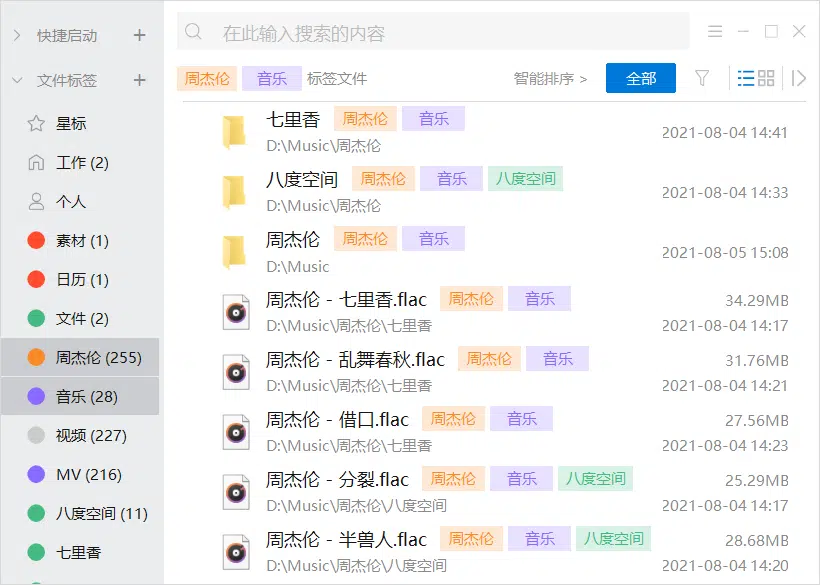 快捷启动 +
文件标签 +
星标
工作 (2)
个人
素材 (1)
日历 (1)
文件 (2)
周杰伦 (255)
音乐 (28)
视频 (227)
MV (216)
八度空间 (11)
七里香
在此输入搜索的内容
周杰伦 音乐 标签文件 智能排序 > 全部
七里香 周杰伦 音乐
D:\Music\周杰伦 2021-08-04 14:41
八度空间 周杰伦 音乐 八度空间
D:\Music\周杰伦 2021-08-04 14:33
周杰伦 周杰伦 音乐
D:\Music 2021-08-05 15:08
周杰伦 - 七里香.flac 周杰伦 音乐 34.29MB
D:\Music\周杰伦\七里香 2021-08-04 14:17
周杰伦 - 乱舞春秋.flac 周杰伦 音乐 31.76MB
D:\Music\周杰伦\七里香 2021-08-04 14:21
周杰伦 - 借口.flac 周杰伦 音乐 27.56MB
D:\Music\周杰伦\七里香 2021-08-04 14:23
周杰伦 - 分裂.flac 周杰伦 音乐 八度空间 25.29MB
D:\Music\周杰伦\八度空间 2021-08-04 14:17
周杰伦 - 半兽人.flac 周杰伦 音乐 八度空间 28.68MB
D:\Music\周杰伦\八度空间 2021-08-04 14:20